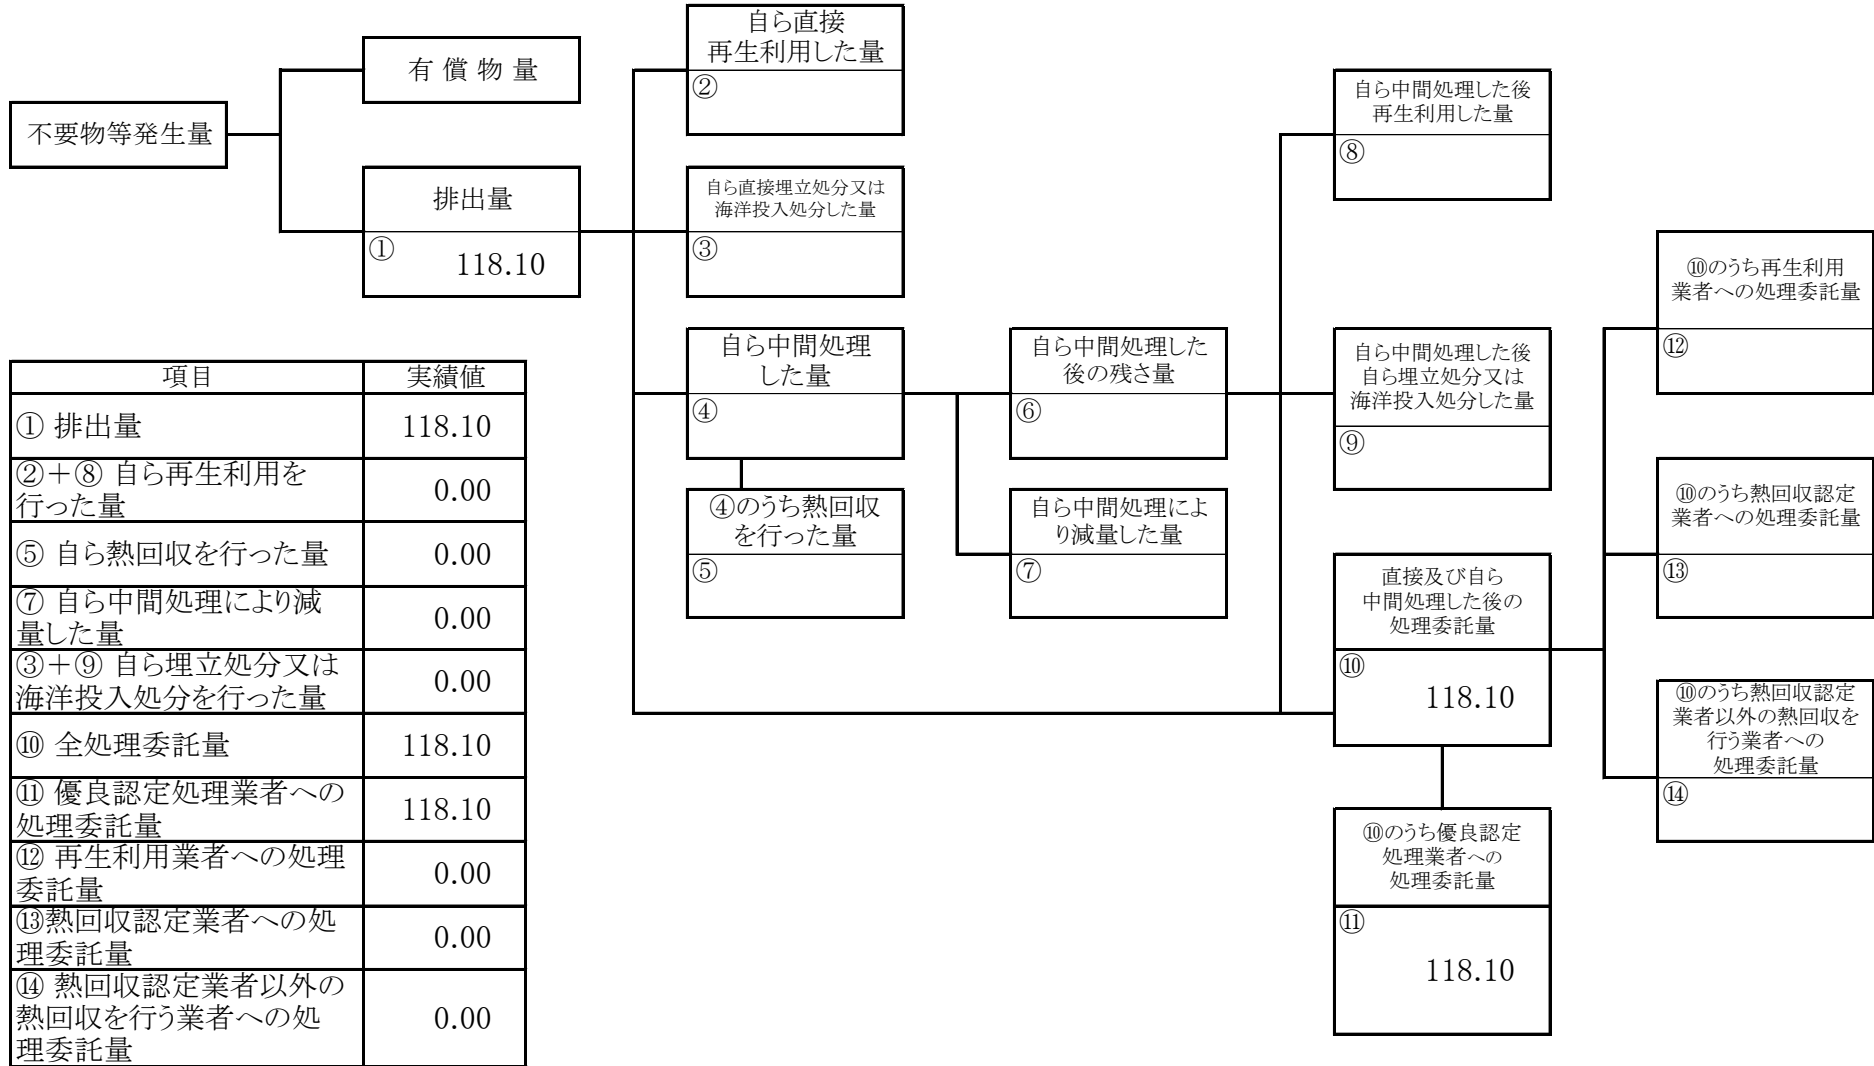 不要物等発生量
有償物量
排出量
①
118.10
自ら直接
再生利用した量
②
自ら直接埋立処分又は
海洋投入処分した量
③
自ら中間処理
した量
④
④のうち熱回収
を行った量
⑤
自ら中間処理した
後の残さ量
⑥
自ら中間処理によ
り減量した量
⑦
自ら中間処理した後
再生利用した量
⑧
自ら中間処理した後
自ら埋立処分又は
海洋投入処分した量
⑨
直接及び自ら
中間処理した後の
処理委託量
⑩
118.10
⑩のうち優良認定
処理業者への
処理委託量
⑪
118.10
⑩のうち再生利用
業者への処理委託量
⑫
⑩のうち熱回収認定
業者への処理委託量
⑬
⑩のうち熱回収認定
業者以外の熱回収を
行う業者への
処理委託量
⑭
項目 実績値
① 排出量 118.10
②+⑧ 自ら再生利用を
行った量 0.00
⑤ 自ら熱回収を行った量 0.00
⑦ 自ら中間処理により減
量した量 0.00
③+⑨ 自ら埋立処分又は
海洋投入処分を行った量 0.00
⑩ 全処理委託量 118.10
⑪ 優良認定処理業者への
処理委託量 118.10
⑫ 再生利用業者への処理
委託量 0.00
⑬熱回収認定業者への処
理委託量 0.00
⑭ 熱回収認定業者以外の
熱回収を行う業者への処
理委託量 0.00